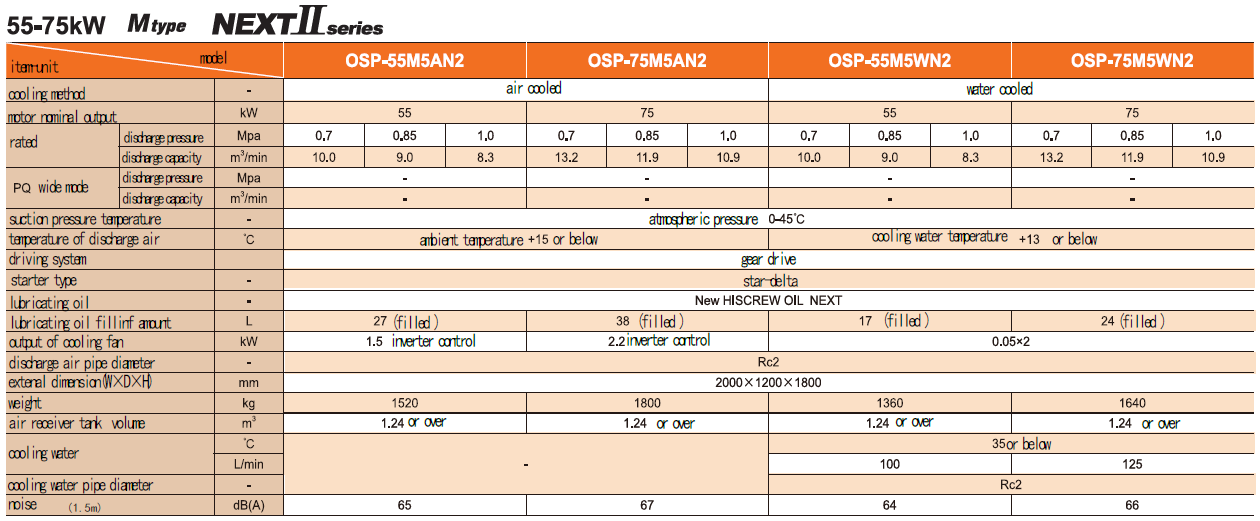 55-75kW Mtype NEXTII series
item·unit model OSP-55M5AN2 OSP-75M5AN2 OSP-55M5WN2 OSP-75M5WN2
cooling method - air cooled water cooled
motor nominal output kW 55 75 55 75
rated discharge pressure Mpa 0.7 0.85 1.0 0.7 0.85 1.0 0.7 0.85 1.0 0.7 0.85 1.0
discharge capacity m³/min 10.0 9.0 8.3 13.2 11.9 10.9 10.0 9.0 8.3 13.2 11.9 10.9
PQ wide mode discharge pressure Mpa - - - -
discharge capacity m³/min - - - -
suction pressure temperature - atmospheric pressure 0-45°C
temperature of discharge air °C ambient temperature +15 or below cooling water temperature +13 or below
driving system gear drive
starter type - star-delta
lubricating oil - New HISCREW OIL NEXT
lubricating oil fillinf amount L 27 (filled) 38 (filled) 17 (filled) 24 (filled)
output of cooling fan kW 1.5 inverter control 2.2 inverter control 0.05×2
discharge air pipe diameter - Rc2
extenal dimension(W×D×H) mm 2000×1200×1800
weight kg 1520 1800 1360 1640
air receiver tank volume m³ 1.24 or over 1.24 or over 1.24 or over 1.24 or over
cooling water °C - 35or below
L/min 100 125
cooling water pipe diameter - Rc2
noise (1.5m) dB(A) 65 67 64 66